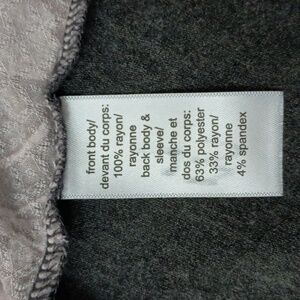 front body/
devant du corps:
100% rayon/
rayonne
back body &
sleeve/
manche et
dos du corps:
63% polyester
33% rayon/
rayonne
4% spandex